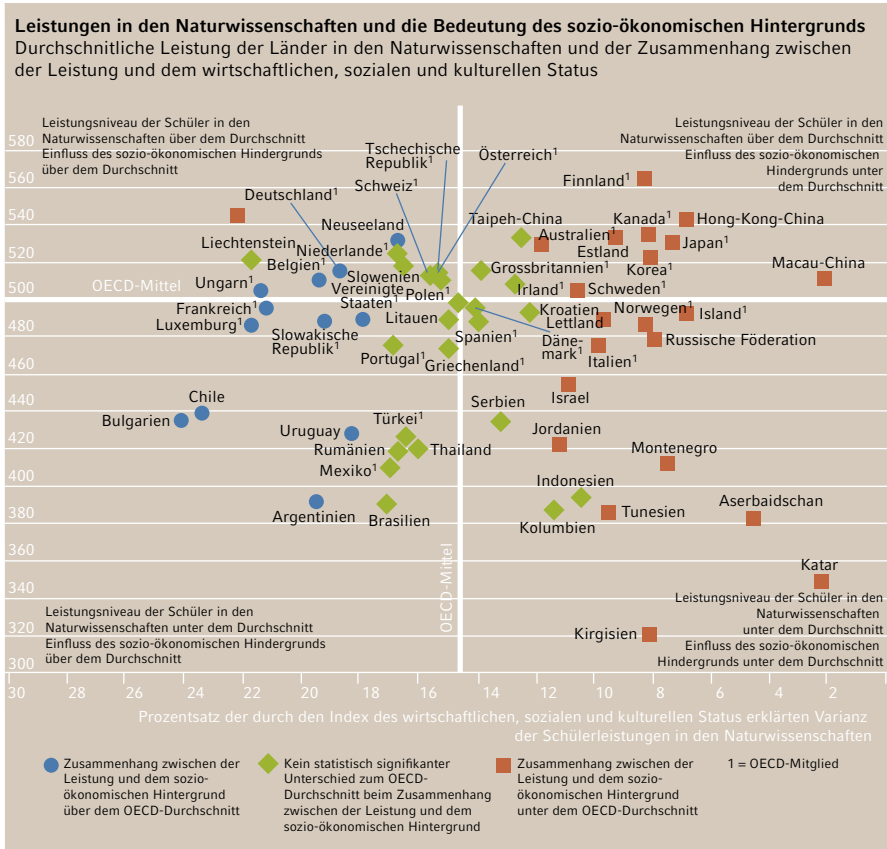 Leistungen in den Naturwissenschaften und die Bedeutung des sozio-ökonomischen Hintergrunds
Durchschnittliche Leistung der Länder in den Naturwissenschaften und der Zusammenhang zwischen
der Leistung und dem wirtschaftlichen, sozialen und kulturellen Status
Leistungsniveau der Schüler in den
Naturwissenschaften über dem Durchschnitt
Einfluss des sozio-ökonomischen Hindergrunds
über dem Durchschnitt
Leistungsniveau der Schüler in den
Naturwissenschaften über dem Durchschnitt
Einfluss des sozio-ökonomischen
Hindergrunds unter
dem Durchschnitt
580
560
540
520
500
480
460
440
420
400
380
360
340
320
300
OECD-Mittel
OECD-Mittel
Tschechische
Republik¹
Österreich¹
Schweiz¹
Deutschland¹
Finnland¹
Neuseeland
Taipeh-China
Kanada¹
Hong-Kong-China
Liechtenstein
Niederlande¹
Australien¹
Estland
Japan¹
Belgien¹
Slowenien
Grossbritannien¹
Korea¹
Macau-China
Ungarn¹
Vereinigte
Staaten¹
Polen¹
Irland¹
Schweden¹
Frankreich¹
Kroatien
Norwegen¹
Island¹
Luxemburg¹
Litauen
Lettland
Slowakische
Republik¹
Spanien¹
Däne-
mark¹
Russische Föderation
Portugal¹
Griechenland¹
Italien¹
Israel
Chile
Serbien
Bulgarien
Türkei¹
Uruguay
Jordanien
Rumänien
Thailand
Montenegro
Mexiko¹
Indonesien
Argentinien
Brasilien
Kolumbien
Tunesien
Aserbaidschan
Katar
Kirgisien
Leistungsniveau der Schüler in den
Naturwissenschaften unter dem Durchschnitt
Einfluss des sozio-ökonomischen Hindergrunds
über dem Durchschnitt
Leistungsniveau der Schüler in den
Naturwissenschaften
unter dem Durchschnitt
Einfluss des sozio-ökonomischen
Hindergrunds unter dem Durchschnitt
30 28 26 24 22 20 18 16 14 12 10 8 6 4 2 0
Prozentsatz der durch den Index des wirtschaftlichen, sozialen und kulturellen Status erklärten Varianz
der Schülerleistungen in den Naturwissenschaften
Zusammenhang zwischen der
Leistung und dem sozio-
ökonomischen Hintergrund
über dem OECD-Durchschnitt
Kein statistisch signifikanter
Unterschied zum OECD-
Durchschnitt beim Zusammenhang
zwischen der Leistung und dem
sozio-ökonomischen Hintergrund
Zusammenhang zwischen der
Leistung und dem sozio-
ökonomischen Hintergrund
unter dem OECD-Durchschnitt
1 = OECD-Mitglied